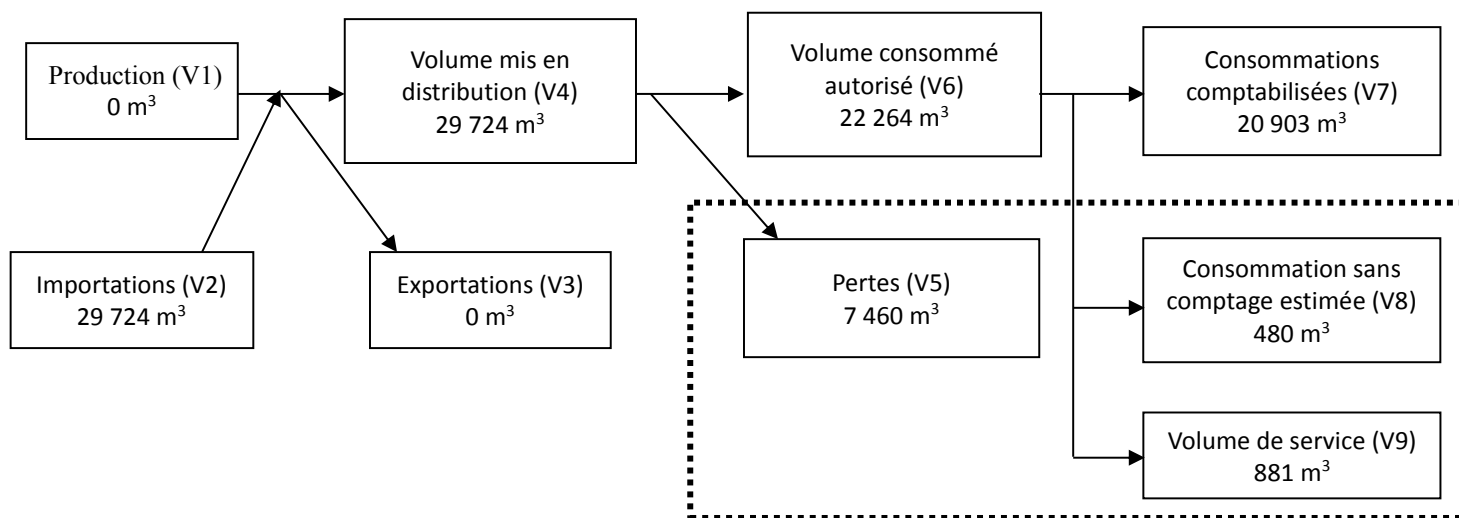 Production (V1)
0 m³
Volume mis en
distribution (V4)
29 724 m³
Volume consommé
autorisé (V6)
22 264 m³
Consommations
comptabilisées (V7)
20 903 m³
Importations (V2)
29 724 m³
Exportations (V3)
0 m³
Pertes (V5)
7 460 m³
Consommation sans
comptage estimée (V8)
480 m³
Volume de service (V9)
881 m³